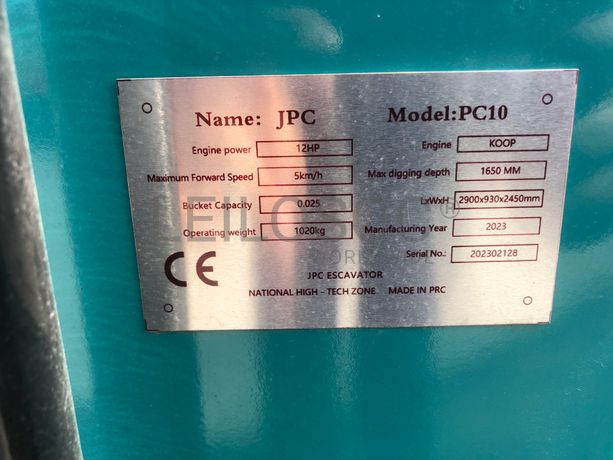 Name: JPC Model:PC10
Engine power 12HP Engine KOOP
Maximum Forward Speed 5km/h Max digging depth 1650 MM
Bucket Capacity 0.025 LxWxH 2900x930x2450mm
Operating weight 1020kg Manufacturing Year 2023
Serial No.: 202302128
CE
JPC ESCAVATOR
NATIONAL HIGH - TECH ZONE MADE IN PRC